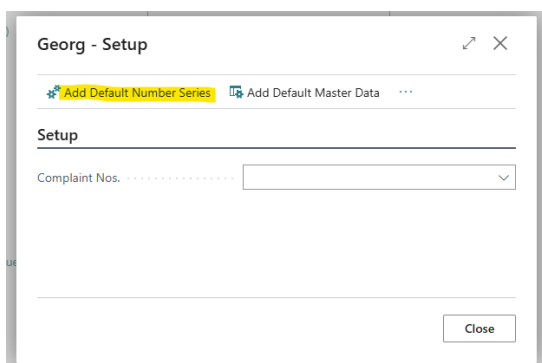 Georg - Setup
Add Default Number Series Add Default Master Data ...
Setup
Complaint Nos.
Close